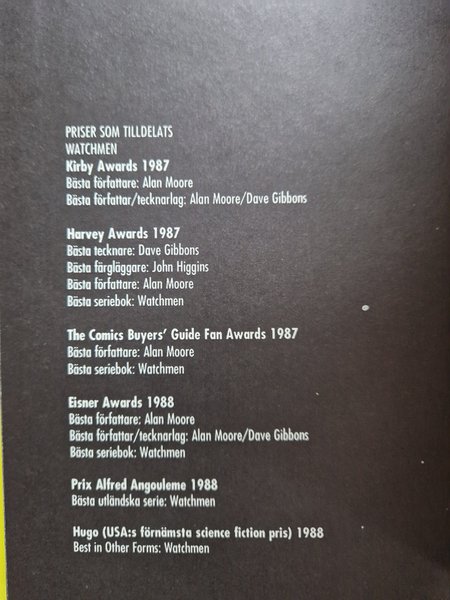 PRISER SOM TILLDELATS
WATCHMEN
Kirby Awards 1987
Bästa författare: Alan Moore
Bästa författar/tecknarlag: Alan Moore/Dave Gibbons
Harvey Awards 1987
Bästa tecknare: Dave Gibbons
Bästa färgläggare: John Higgins
Bästa författare: Alan Moore
Bästa seriebok: Watchmen
The Comics Buyers' Guide Fan Awards 1987
Bästa författare: Alan Moore
Bästa seriebok: Watchmen
Eisner Awards 1988
Bästa författare: Alan Moore
Bästa författar/tecknarlag: Alan Moore/Dave Gibbons
Bästa seriebok: Watchmen
Prix Alfred Angouleme 1988
Bästa utländska serie: Watchmen
Hugo (USA:s förnämsta science fiction pris) 1988
Best in Other Forms: Watchmen